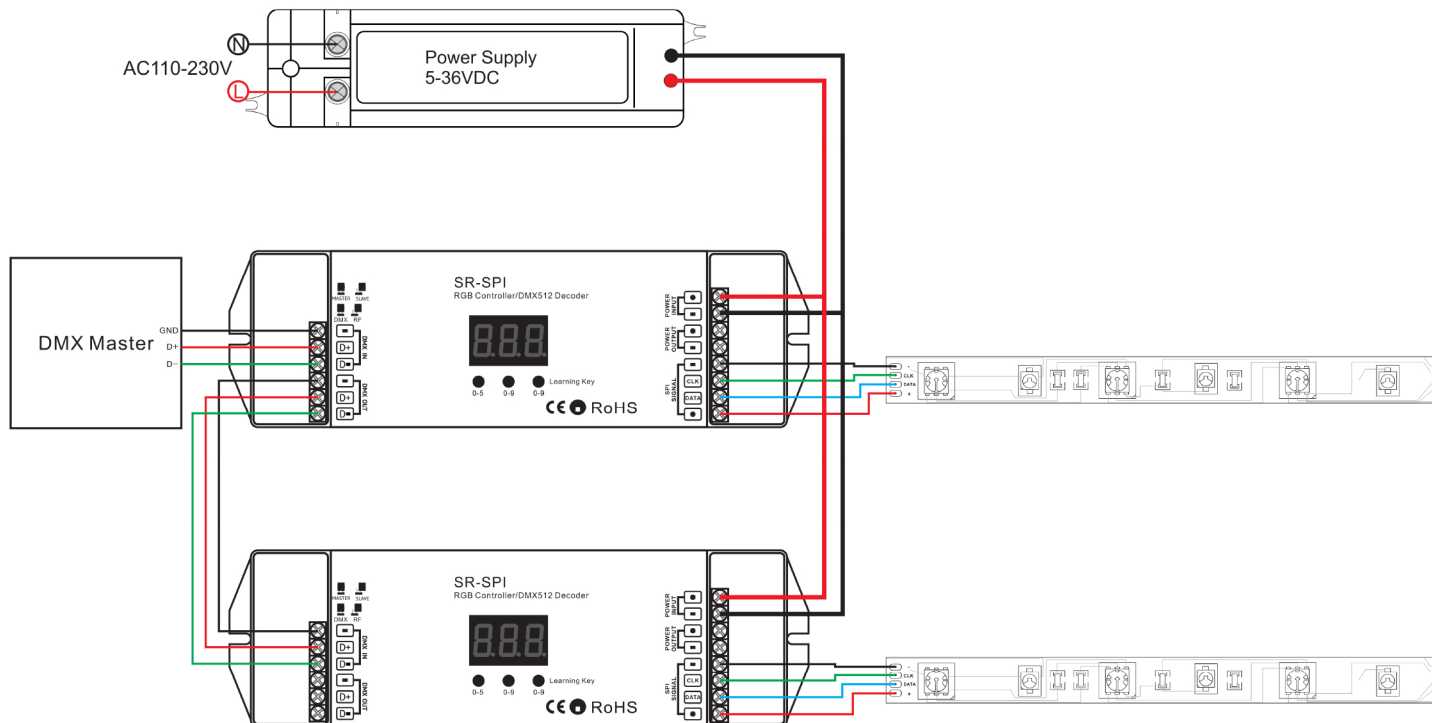 N
AC110-230V
L
Power Supply
5-36VDC
DMX Master
GND
D+
D-
SR-SPI
RGB Controller/DMX512 Decoder
MASTER SLAVE
DMX RF
888
Learning Key
0-5 0-9 0-9
CE RoHS
DMX IN
D+
D
DMX OUT
D+
D
POWER INPUT
POWER OUTPUT
SPI SIGNAL
CLK
DATA
-
CLK
DATA
+
SR-SPI
RGB Controller/DMX512 Decoder
MASTER SLAVE
DMX RF
888
Learning Key
0-5 0-9 0-9
CE RoHS
DMX IN
D+
D
DMX OUT
D+
D
POWER INPUT
POWER OUTPUT
SPI SIGNAL
CLK
DATA
-
CLK
DATA
+